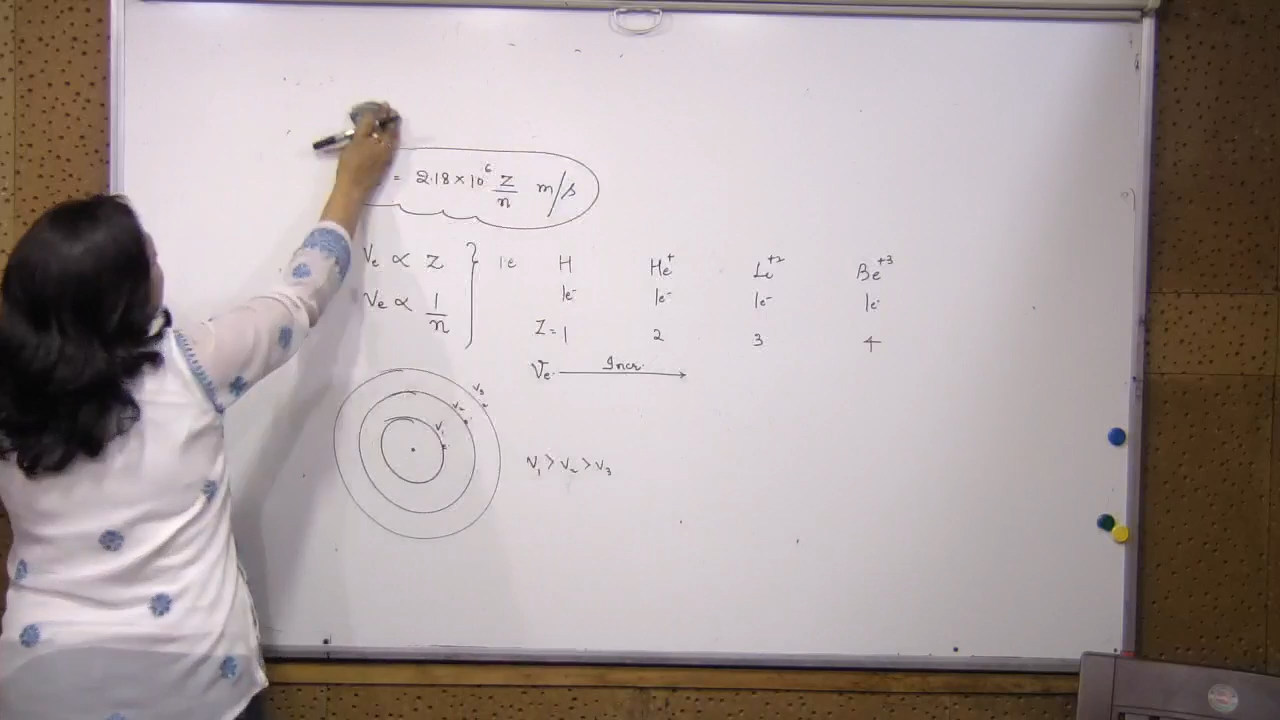 = 2.18 × 10⁶ Z/n m/s
Ve ∝ Z } 1e H He⁺ Li⁺² Be⁺³
1e⁻ 1e⁻ 1e⁻ 1e⁻
Ve ∝ 1/n
Z = 1 2 3 4
Ve Incr. →
V₃
V₂
V₁
V₁ > V₂ > V₃